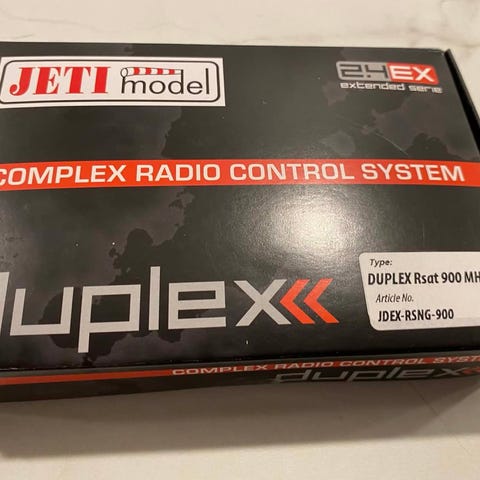 JETI model
2.4EX
extended serie
COMPLEX RADIO CONTROL SYSTEM
duplex
Type:
DUPLEX Rsat 900 MH
Article No.
JDEX-RSNG-900
COMPLEX RADIO CONTROL SYSTE
duplex